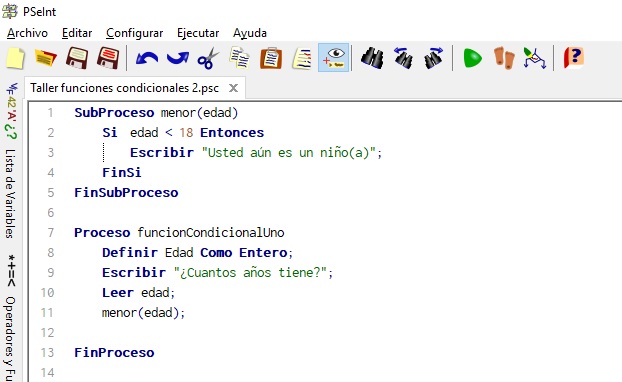 PSeInt
Archivo Editar Configurar Ejecutar Ayuda
Taller funciones condicionales 2.psc
1 SubProceso menor(edad)
2 Si edad < 18 Entonces
3 Escribir "Usted aún es un niño(a)";
4 FinSi
5 FinSubProceso
6
7 Proceso funcionCondicionalUno
8 Definir Edad Como Entero;
9 Escribir "¿Cuantos años tiene?";
10 Leer edad;
11 menor(edad);
12
13 FinProceso
14
42 'A' ¿?
Lista de Variables
*+=<
Operadores y Fu